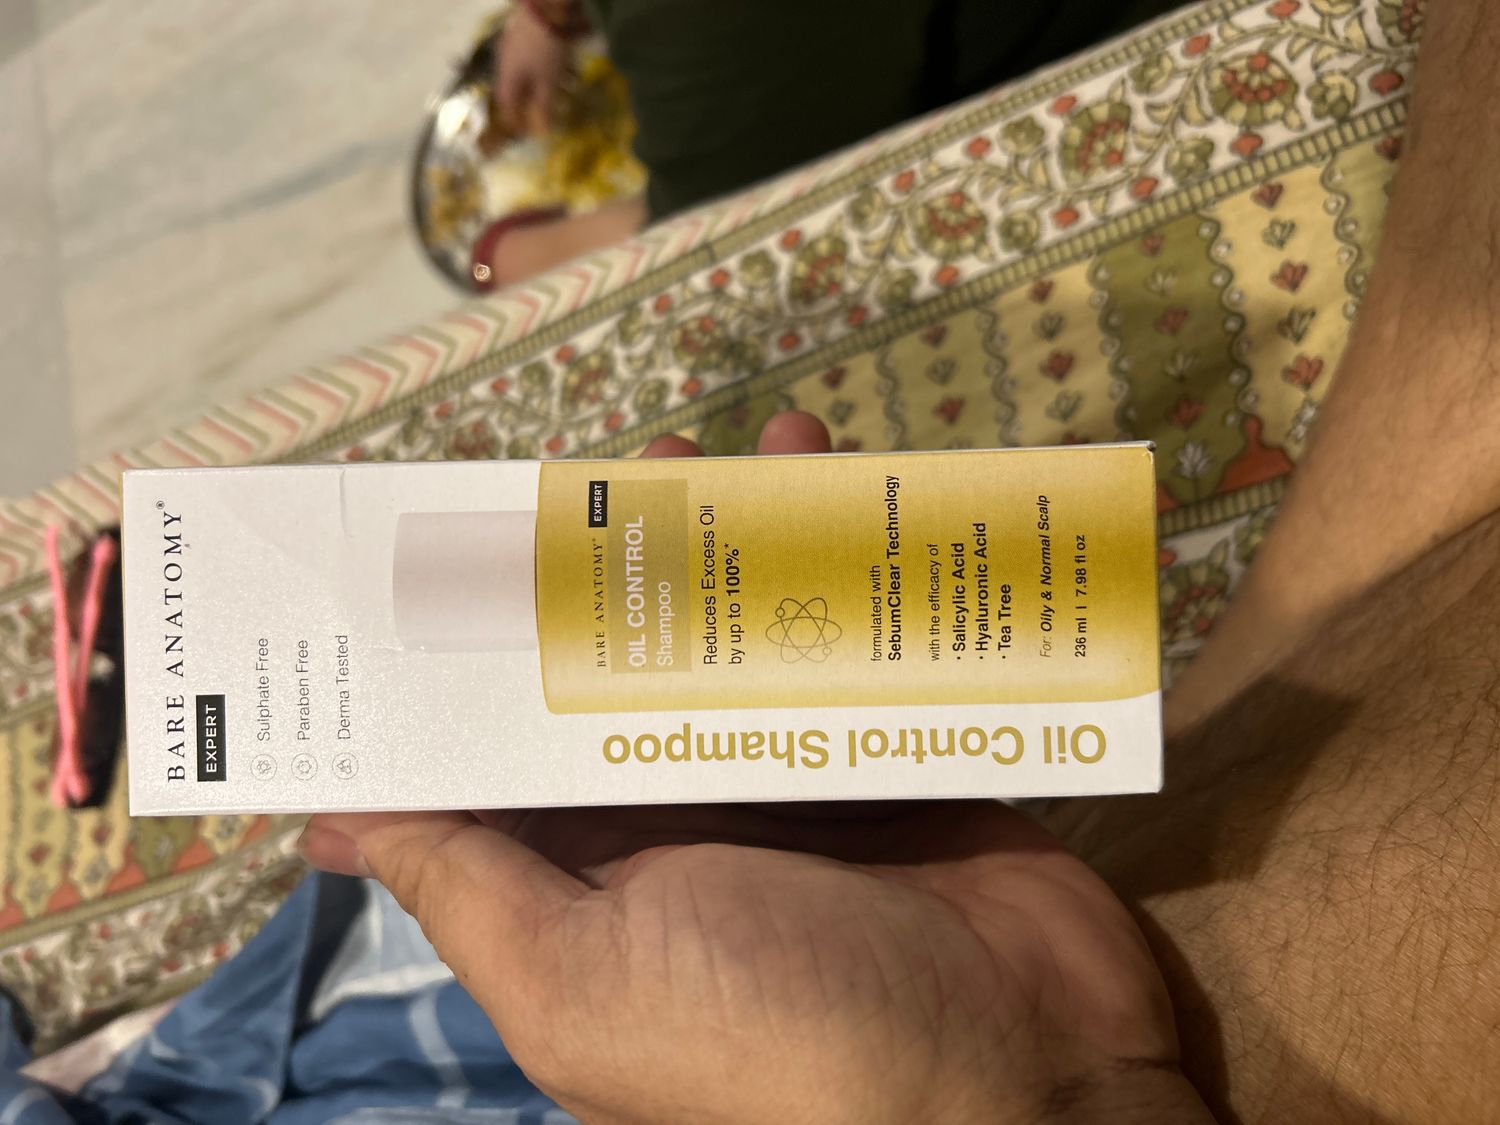 BARE ANATOMY®
EXPERT
Sulphate Free
Paraben Free
Derma Tested
BARE ANATOMY®
EXPERT
OIL CONTROL
Shampoo
Reduces Excess Oil
by up to 100%*
formulated with
SebumClear Technology
with the efficacy of
· Salicylic Acid
· Hyaluronic Acid
· Tea Tree
For: Oily & Normal Scalp
236 ml | 7.98 fl oz
Oil Control Shampoo